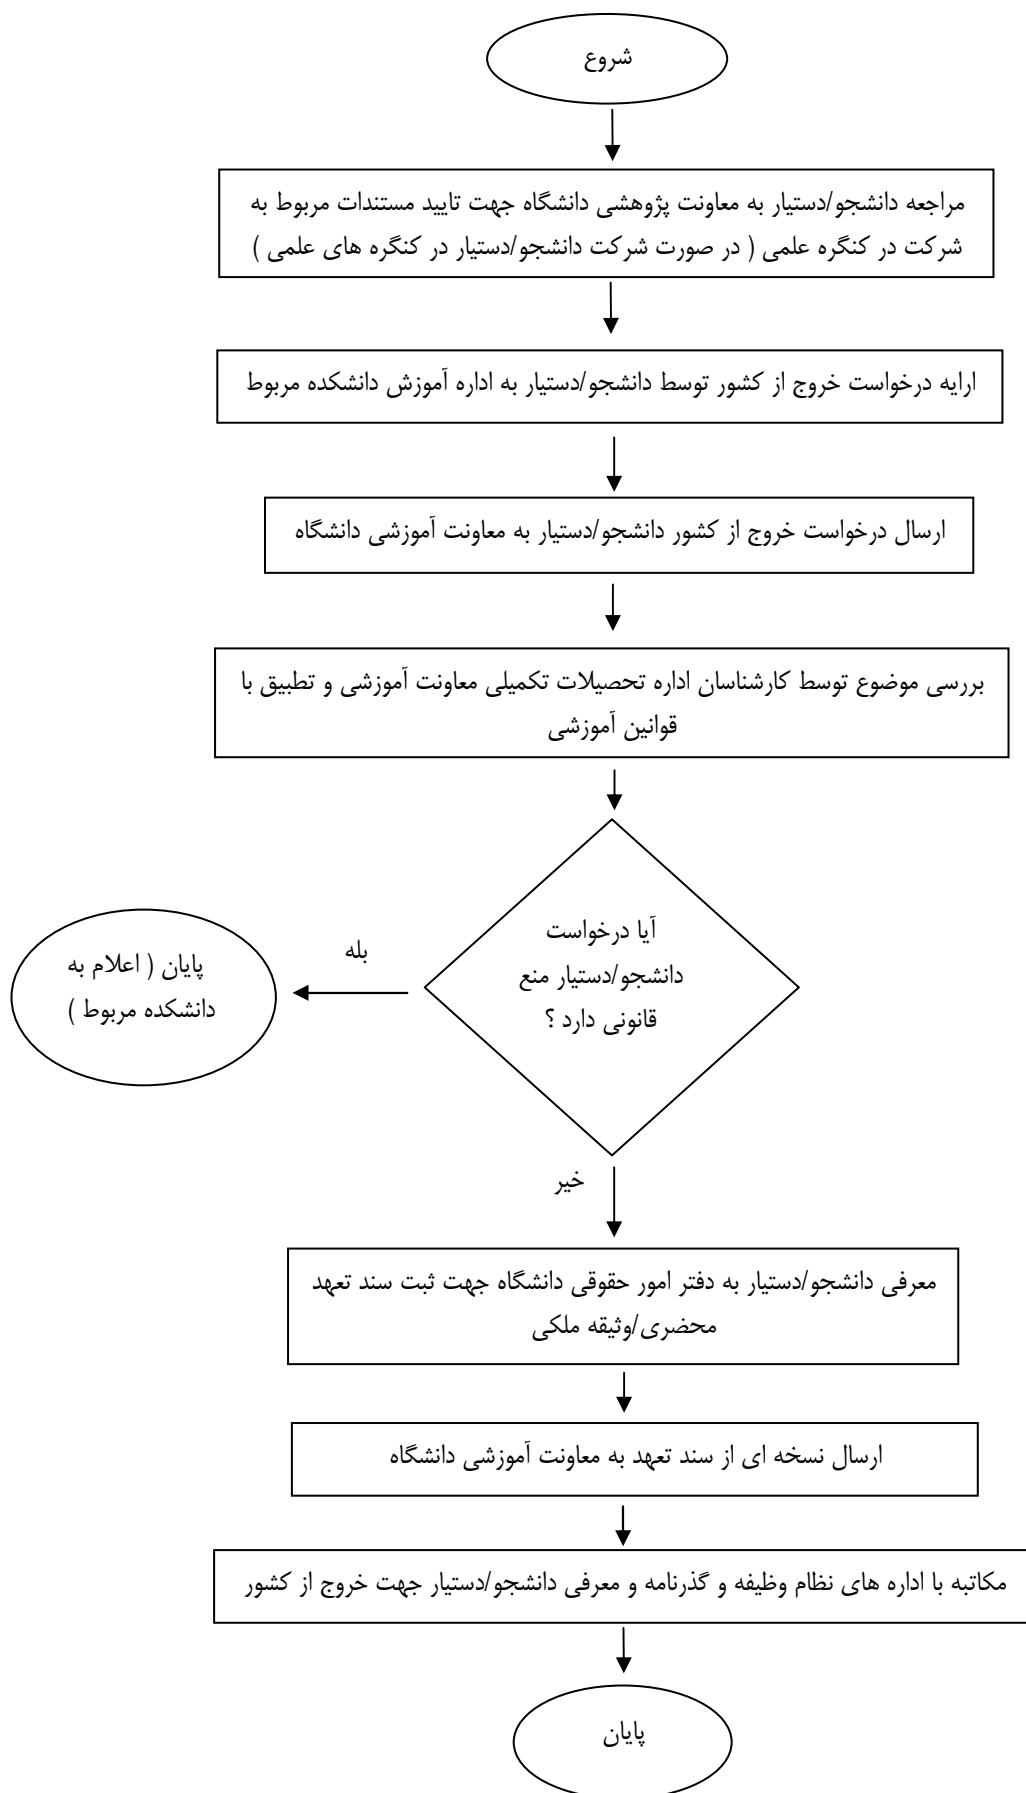 شروع
مراجعه دانشجو/دستیار به معاونت پژوهشی دانشگاه جهت تایید مستندات مربوط به
شرکت در کنگره علمی ( در صورت شرکت دانشجو/دستیار در کنگره های علمی )
ارایه درخواست خروج از کشور توسط دانشجو/دستیار به اداره آموزش دانشکده مربوط
ارسال درخواست خروج از کشور دانشجو/دستیار به معاونت آموزشی دانشگاه
بررسی موضوع توسط کارشناسان اداره تحصیلات تکمیلی معاونت آموزشی و تطبیق با
قوانین آموزشی
آیا درخواست
دانشجو/دستیار منع
قانونی دارد ؟
بله
پایان ( اعلام به
دانشکده مربوط )
خیر
معرفی دانشجو/دستیار به دفتر امور حقوقی دانشگاه جهت ثبت سند تعهد
محضری/وثیقه ملکی
ارسال نسخه ای از سند تعهد به معاونت آموزشی دانشگاه
مکاتبه با اداره های نظام وظیفه و گذرنامه و معرفی دانشجو/دستیار جهت خروج از کشور
پایان